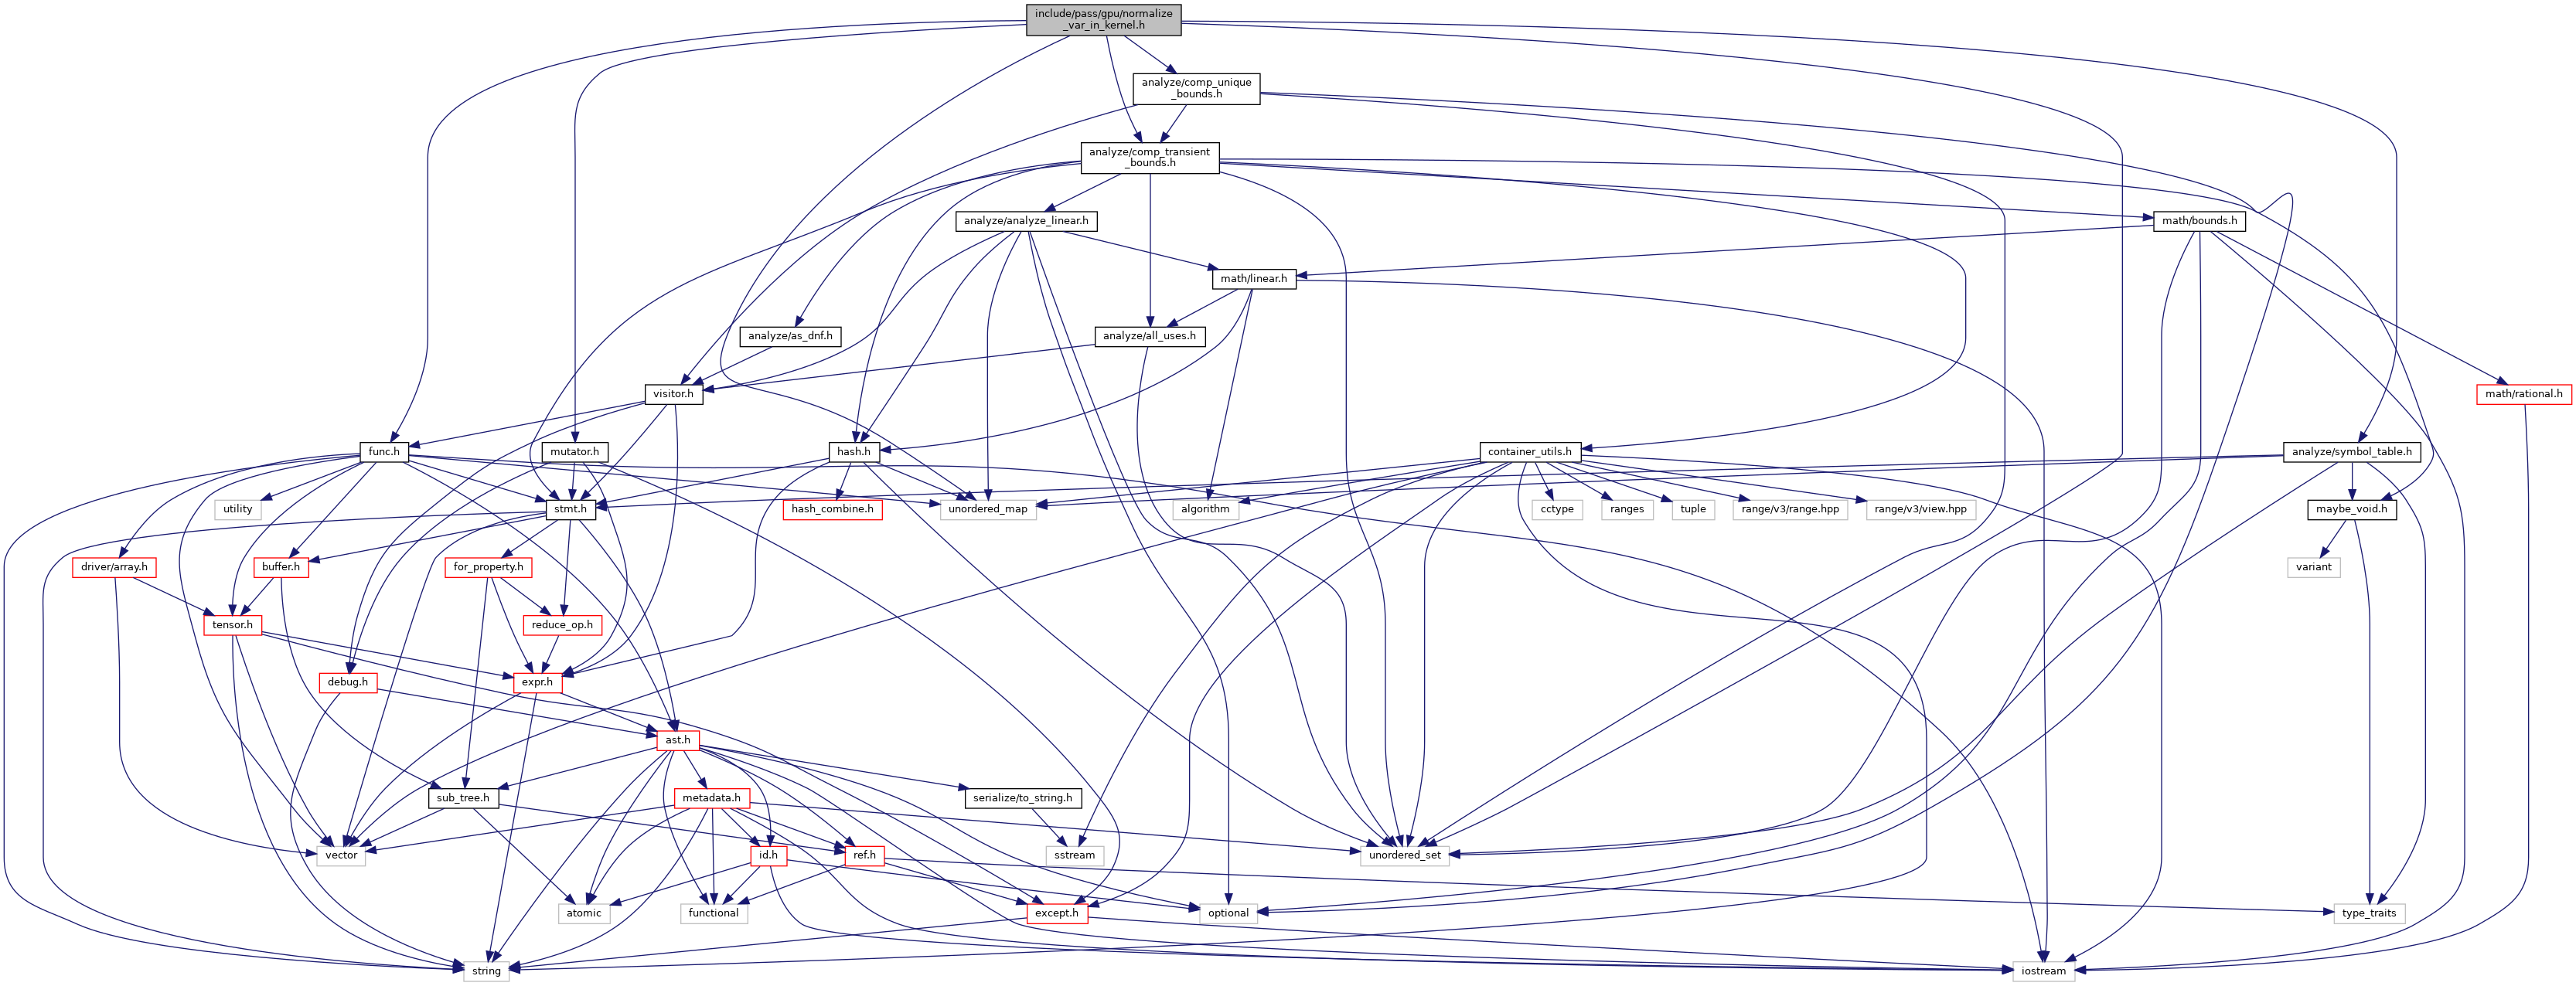 include/pass/gpu/normalize
_var_in_kernel.h
analyze/comp_unique
_bounds.h
analyze/comp_transient
_bounds.h
analyze/analyze_linear.h
math/bounds.h
math/linear.h
analyze/as_dnf.h
analyze/all_uses.h
visitor.h
math/rational.h
func.h
mutator.h
hash.h
container_utils.h
analyze/symbol_table.h
utility
stmt.h
hash_combine.h
unordered_map
algorithm
cctype
ranges
tuple
range/v3/range.hpp
range/v3/view.hpp
maybe_void.h
driver/array.h
buffer.h
for_property.h
variant
tensor.h
reduce_op.h
debug.h
expr.h
ast.h
sub_tree.h
metadata.h
serialize/to_string.h
vector
id.h
ref.h
sstream
unordered_set
atomic
functional
except.h
optional
type_traits
string
iostream